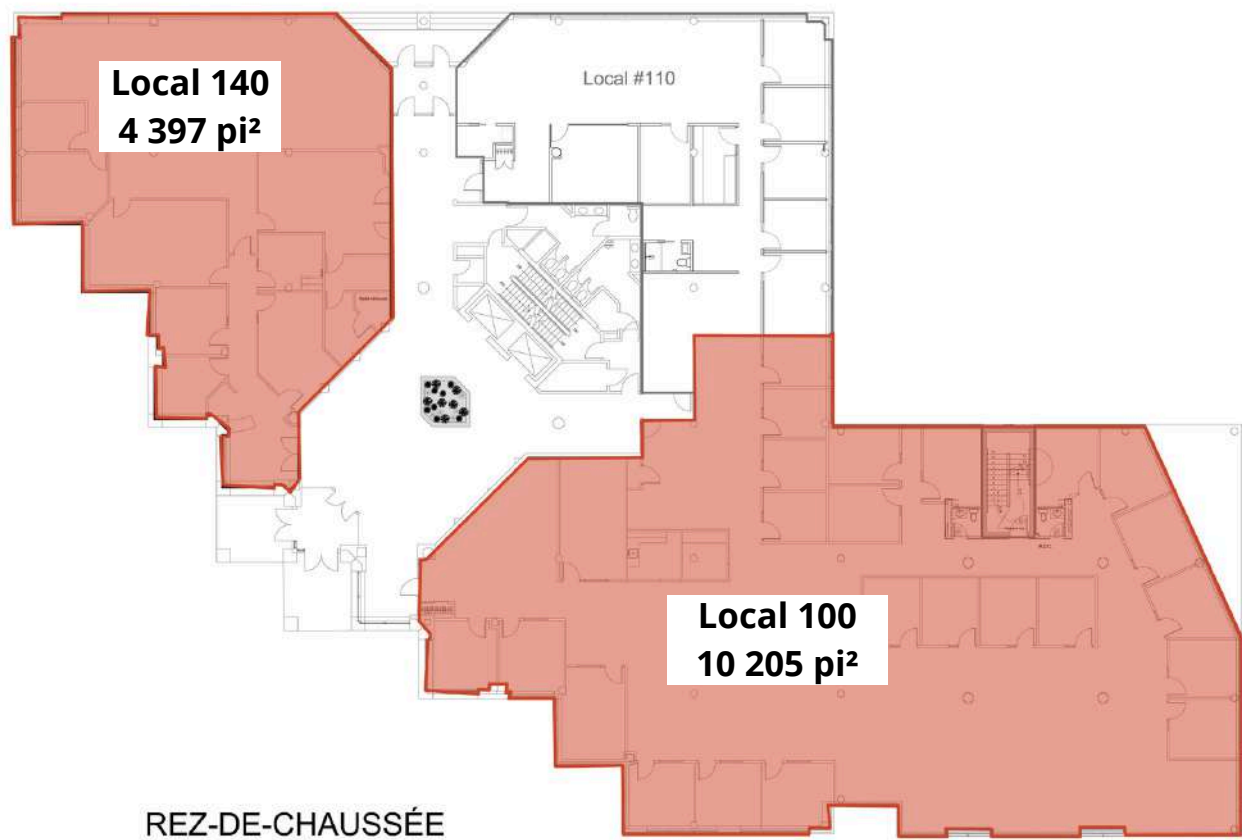 Local 140
4 397 pi²
Local #110
Local 100
10 205 pi²
REZ-DE-CHAUSSÉE